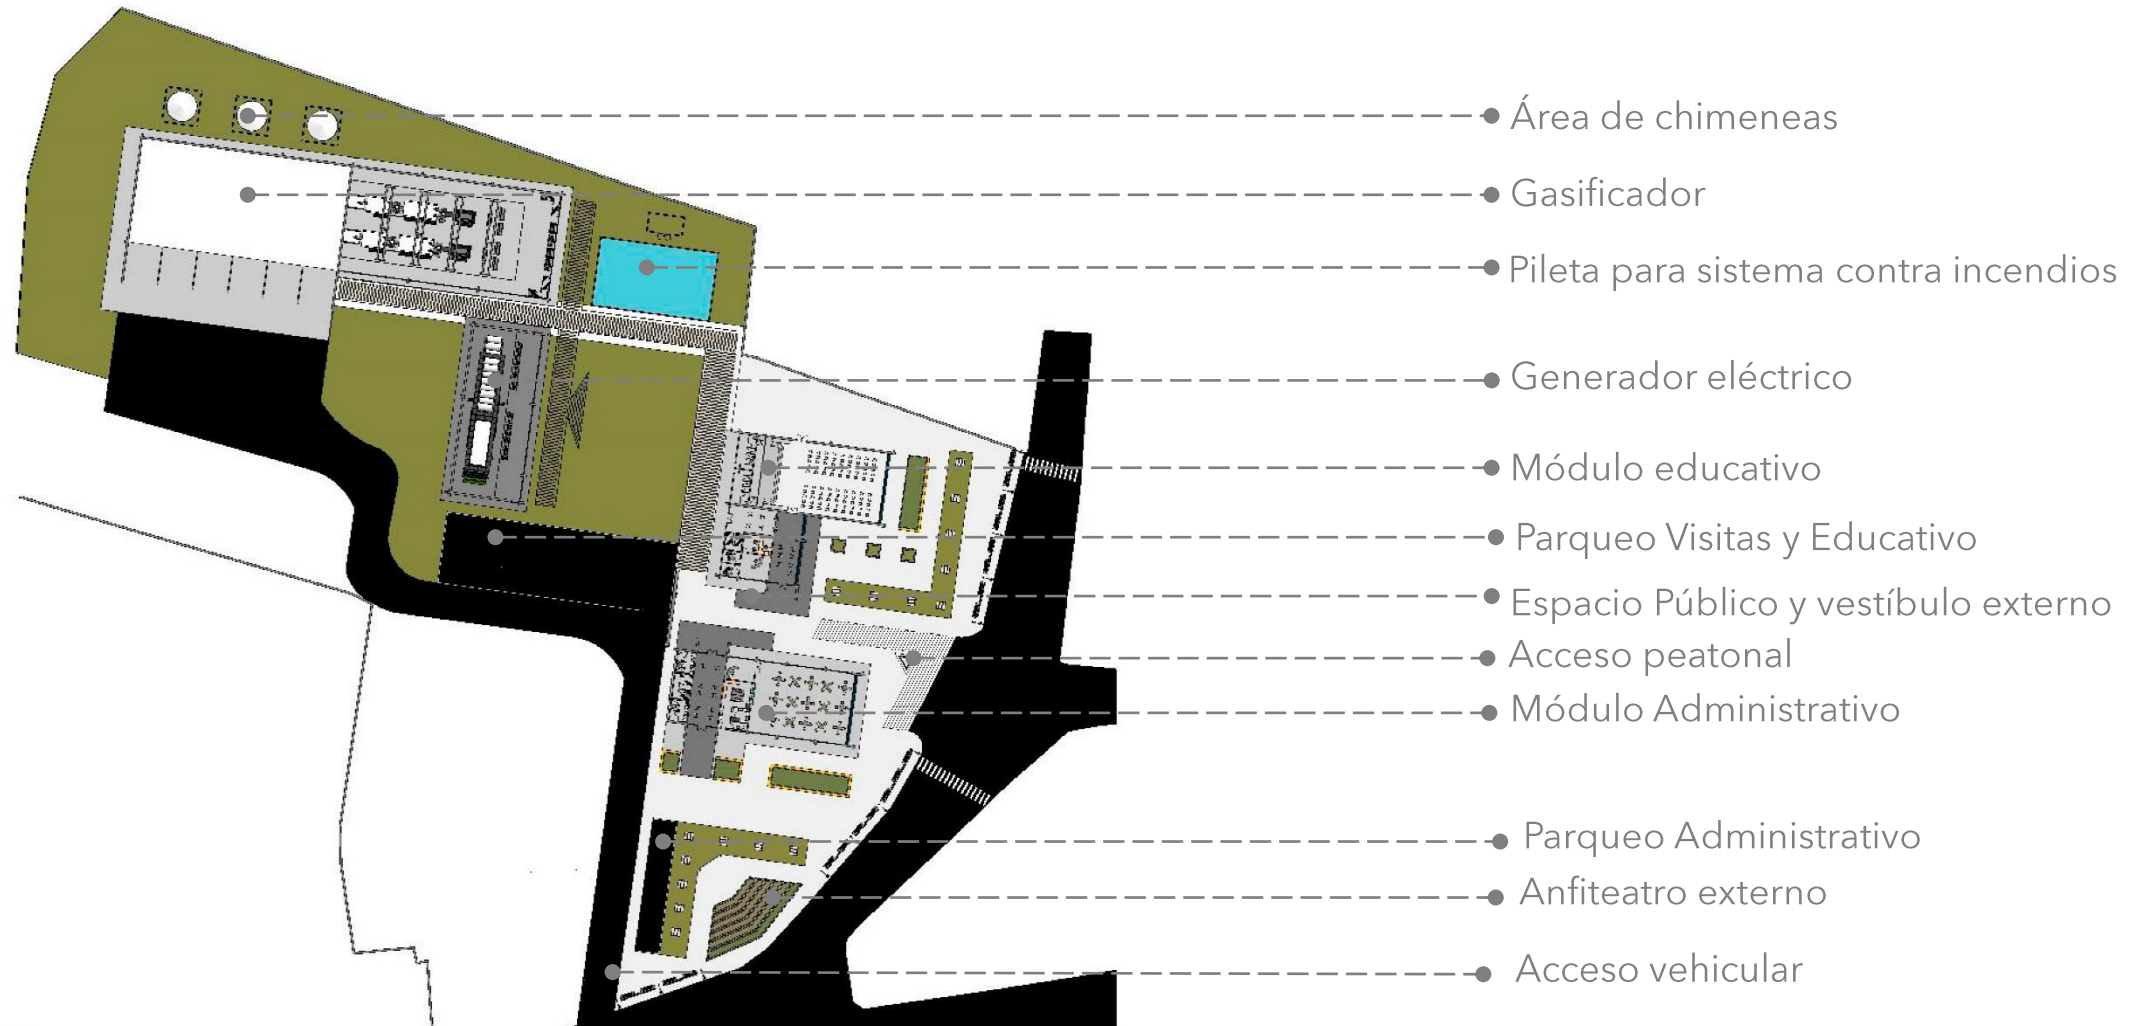 Área de chimeneas
Gasificador
Pileta para sistema contra incendios
Generador eléctrico
Módulo educativo
Parqueo Visitas y Educativo
Espacio Público y vestíbulo externo
Acceso peatonal
Módulo Administrativo
Parqueo Administrativo
Anfiteatro externo
Acceso vehicular